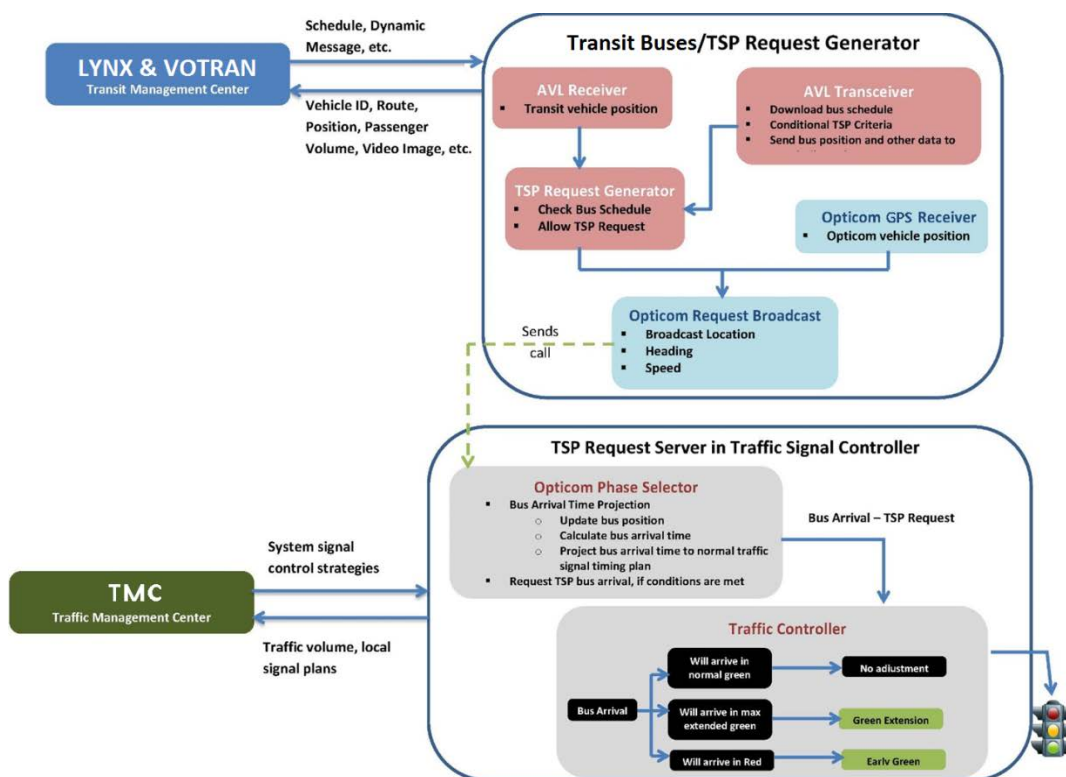 Schedule, Dynamic
Message, etc.
LYNX & VOTRAN
Transit Management Center
Vehicle ID, Route,
Position, Passenger
Volume, Video Image, etc.
Transit Buses/TSP Request Generator
AVL Receiver
▪ Transit vehicle position
AVL Transceiver
▪ Download bus schedule
▪ Conditional TSP Criteria
▪ Send bus position and other data to
TSP Request Generator
▪ Check Bus Schedule
▪ Allow TSP Request
Opticom GPS Receiver
▪ Opticom vehicle position
Opticom Request Broadcast
▪ Broadcast Location
▪ Heading
▪ Speed
Sends
call
TSP Request Server in Traffic Signal Controller
Opticom Phase Selector
▪ Bus Arrival Time Projection
o Update bus position
o Calculate bus arrival time
o Project bus arrival time to normal traffic
signal timing plan
▪ Request TSP bus arrival, if conditions are met
Bus Arrival – TSP Request
System signal
control strategies
TMC
Traffic Management Center
Traffic volume, local
signal plans
Traffic Controller
Will arrive in
normal green
No adjustment
Bus Arrival
Will arrive in max
extended green
Green Extension
Will arrive in Red
Early Green